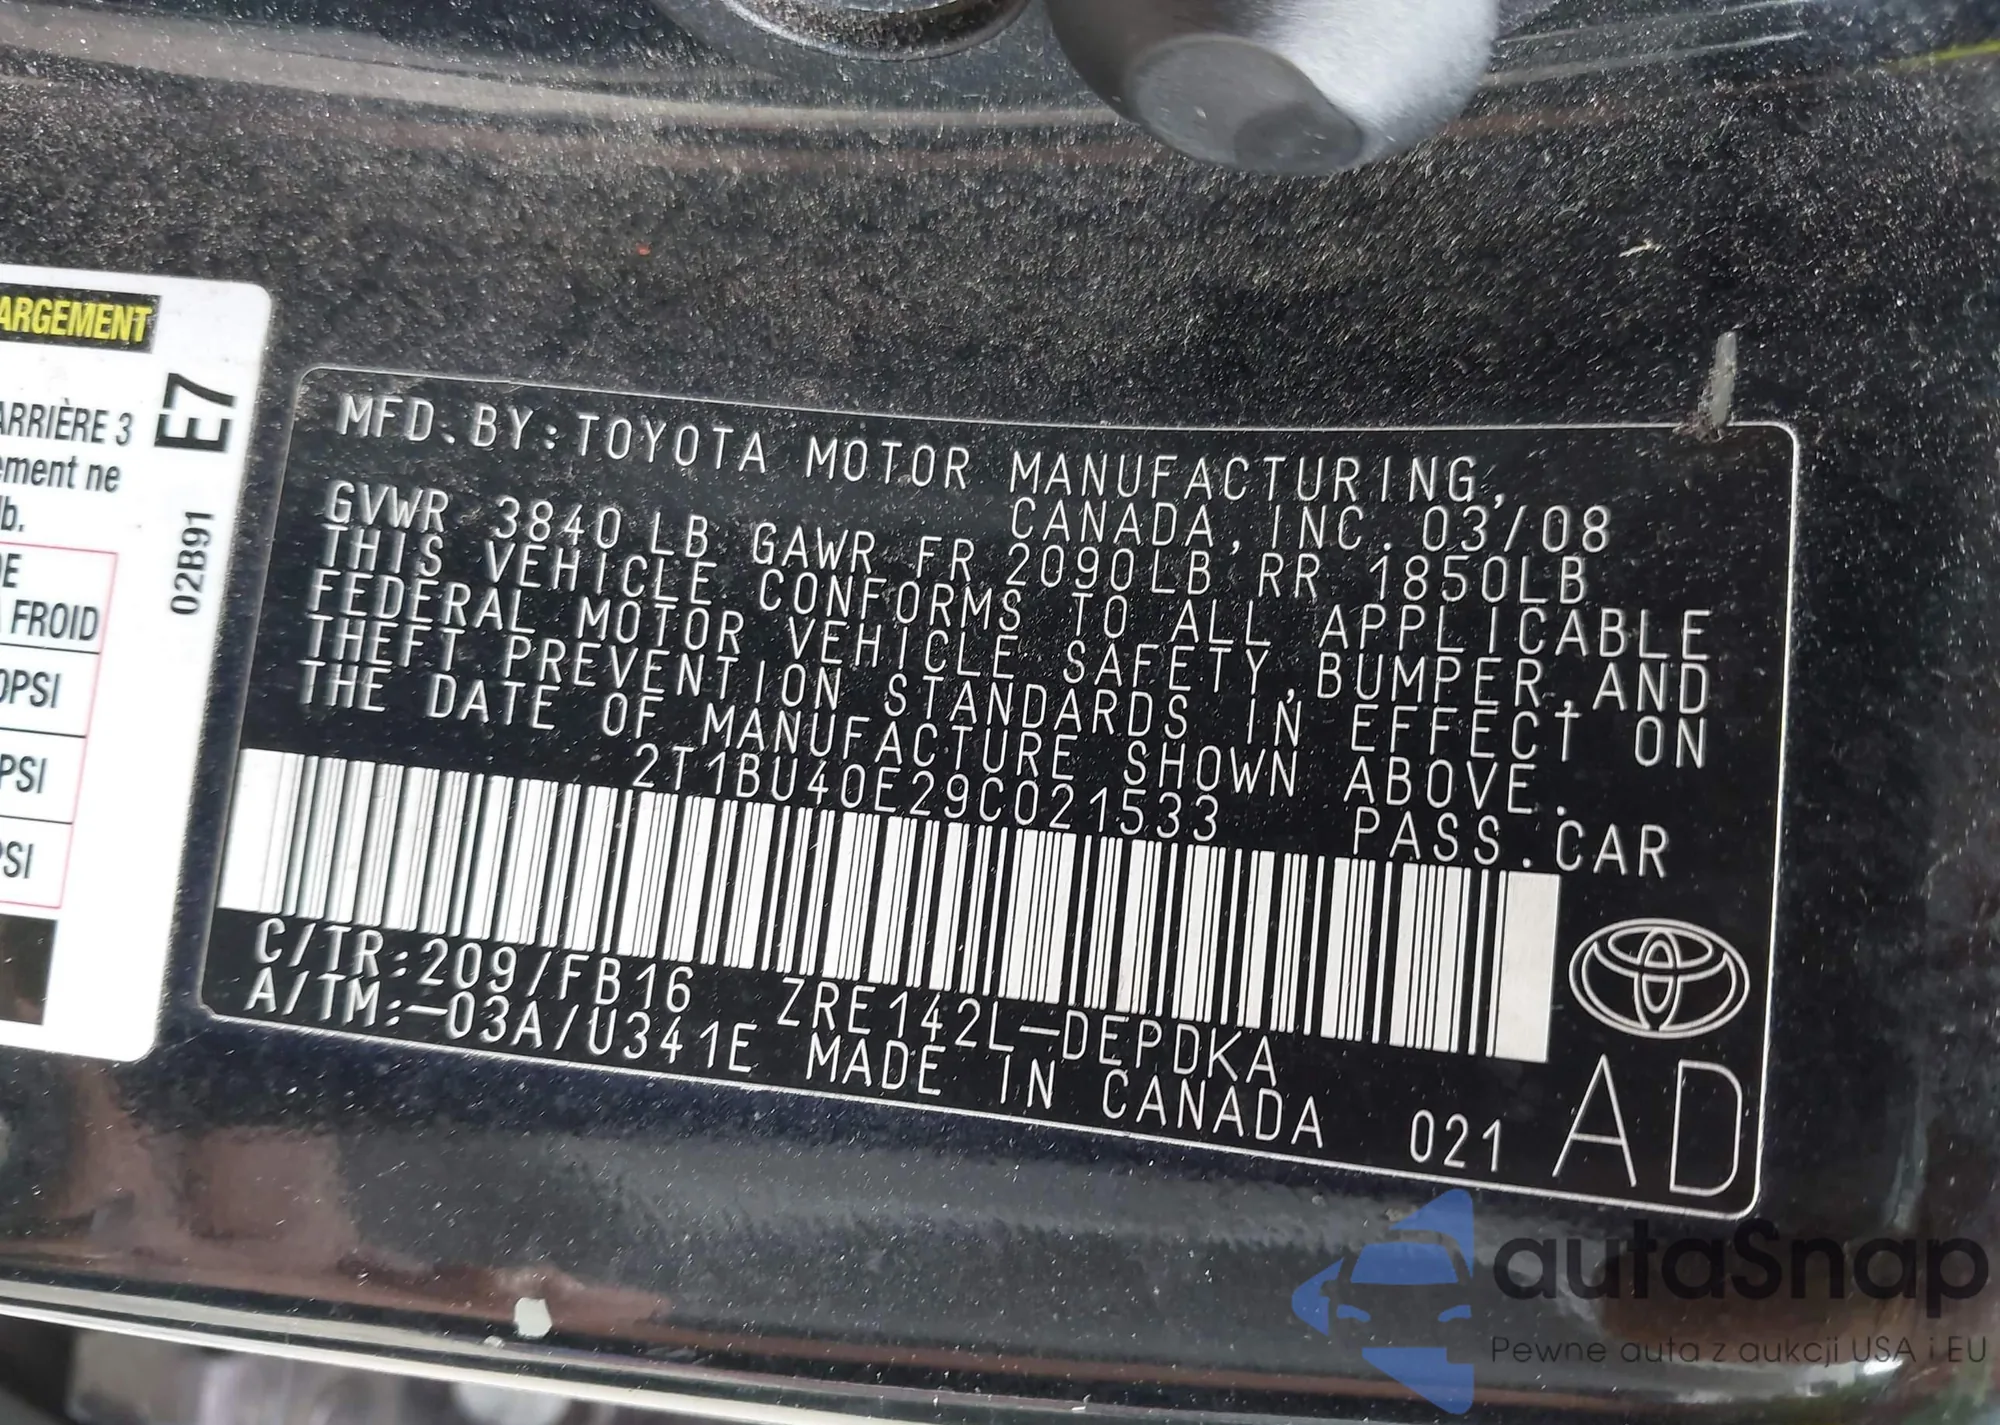 ARGEMENT
ARRIÈRE 3
ement ne
lb.
DE
FROID
0PSI
PSI
PSI
E7
02B91
MFD.BY:TOYOTA MOTOR MANUFACTURING,
CANADA,INC. 03/08
GVWR 3840 LB GAWR FR 2090LB RR 1850LB
THIS VEHICLE CONFORMS TO ALL APPLICABLE
FEDERAL MOTOR VEHICLE SAFETY,BUMPER,AND
THEFT PREVENTION STANDARDS IN EFFECT ON
THE DATE OF MANUFACTURE SHOWN ABOVE.
2T1BU40E29C021533 PASS.CAR
C/TR:209/FB16 ZRE142L-DEPDKA
A/TM:-03A/U341E MADE IN CANADA 021 AD
autaSnap
Pewne auta z aukcji USA i EU